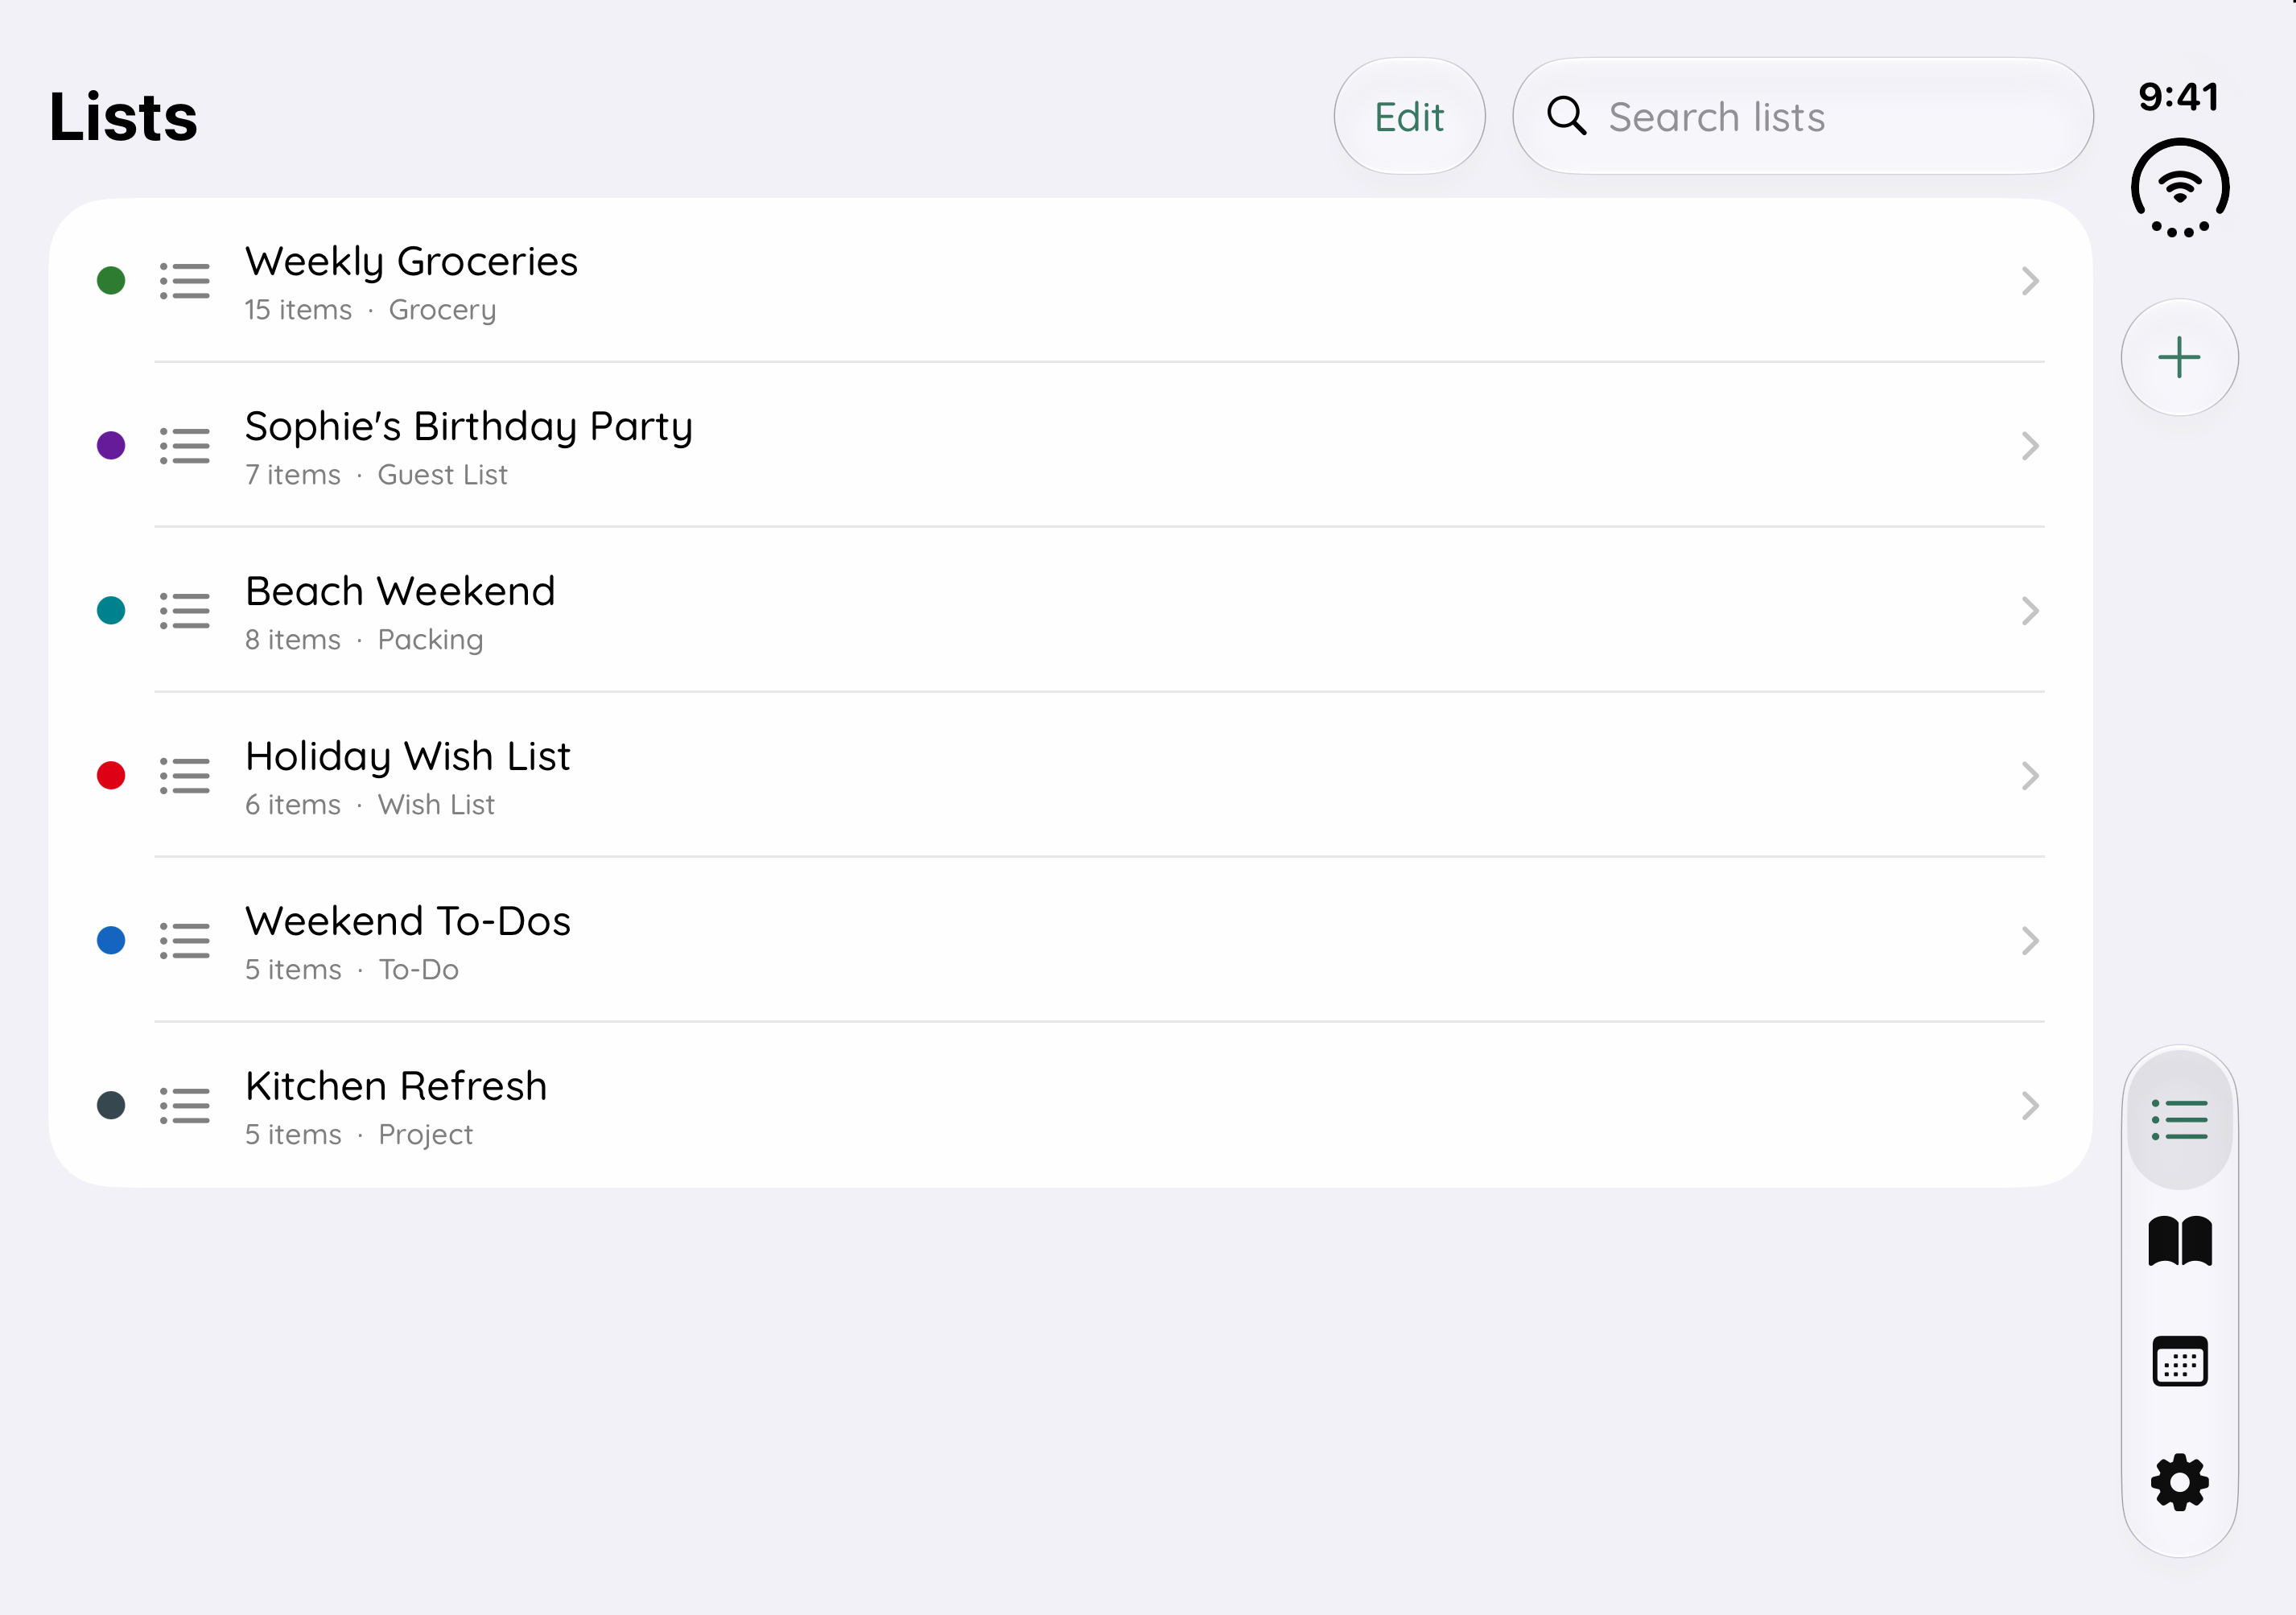 Lists
Edit
Search lists
9:41
Weekly Groceries
15 items · Grocery
Sophie's Birthday Party
7 items · Guest List
Beach Weekend
8 items · Packing
Holiday Wish List
6 items · Wish List
Weekend To-Dos
5 items · To-Do
Kitchen Refresh
5 items · Project